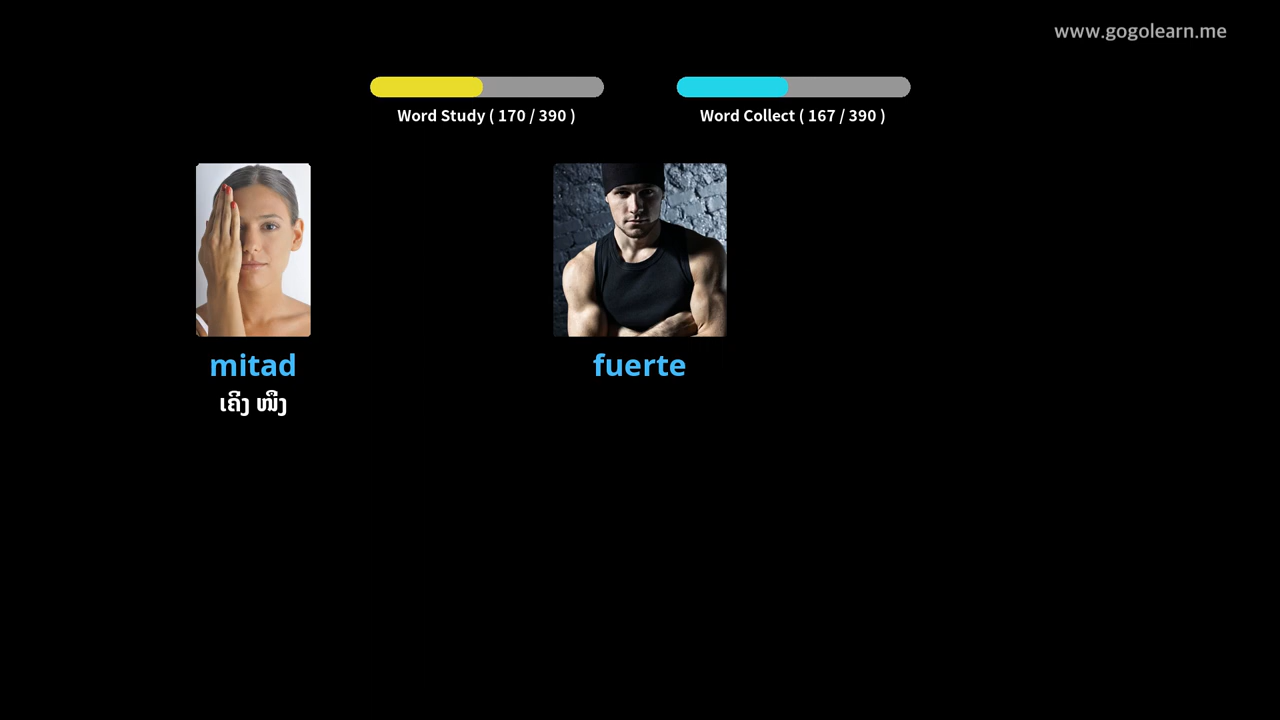 www.gogolearn.me
Word Study ( 170 / 390 )
Word Collect ( 167 / 390 )
mitad
ເຄິ່ງ ໜຶ່ງ
fuerte